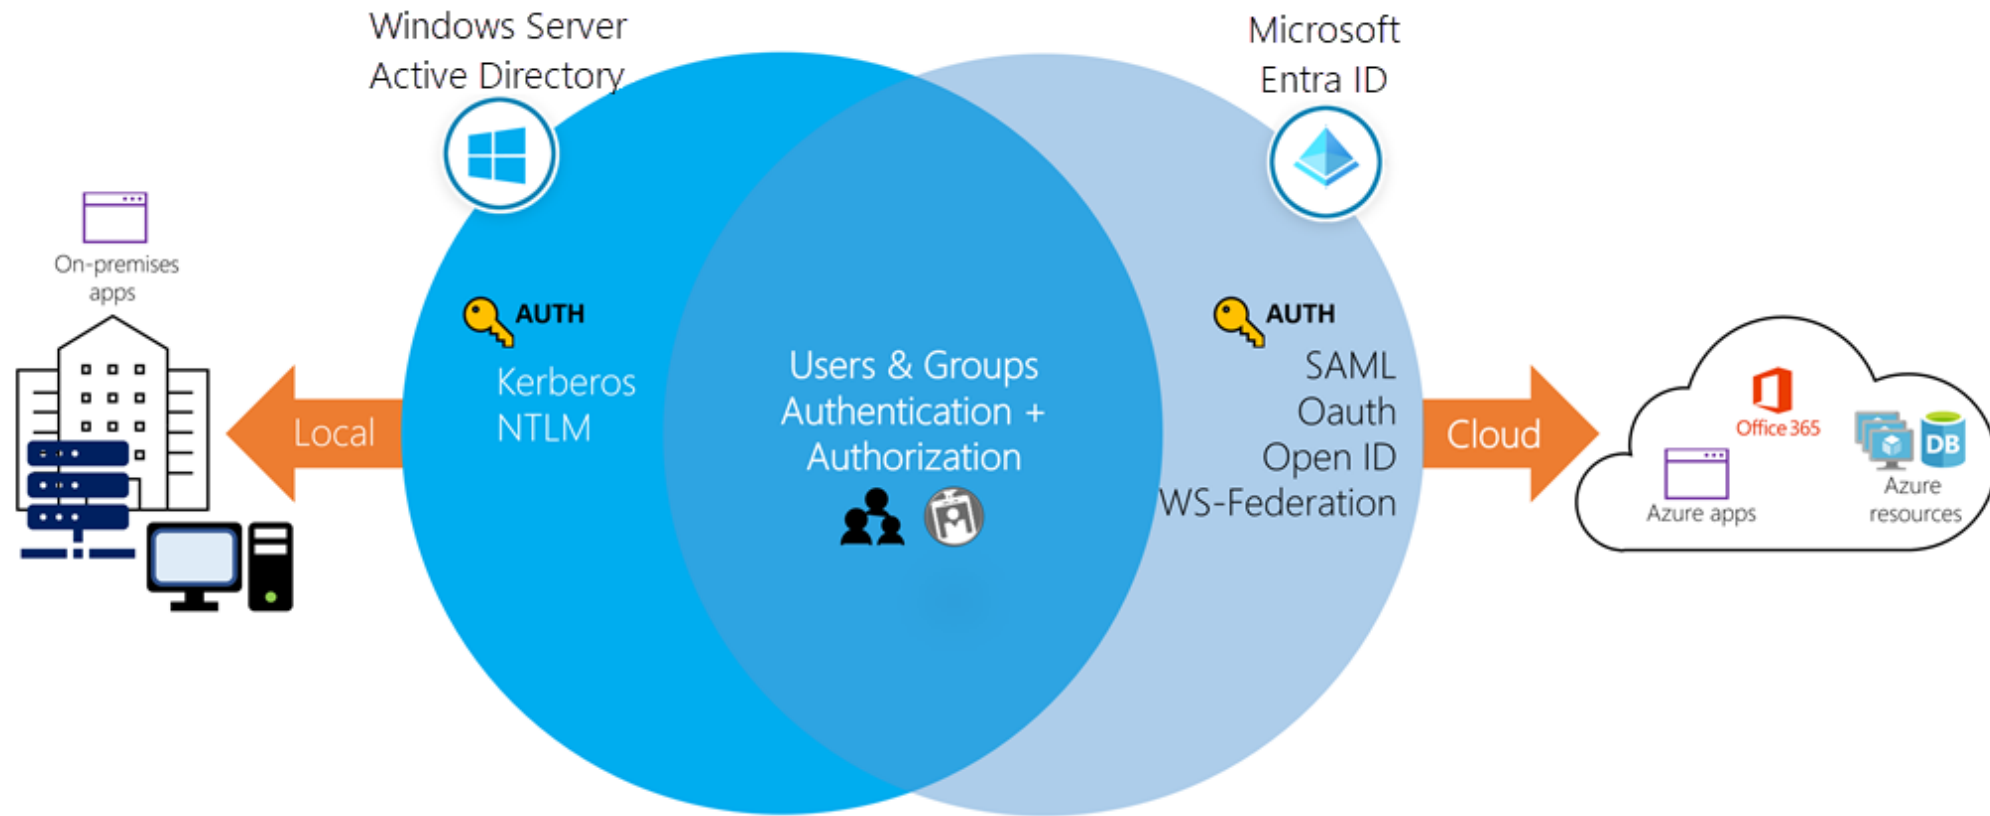 Windows Server
Active Directory
Microsoft
Entra ID
On-premises
apps
AUTH
Kerberos
NTLM
Local
Users & Groups
Authentication +
Authorization
AUTH
SAML
Oauth
Open ID
WS-Federation
Cloud
Office 365
DB
Azure apps
Azure
resources